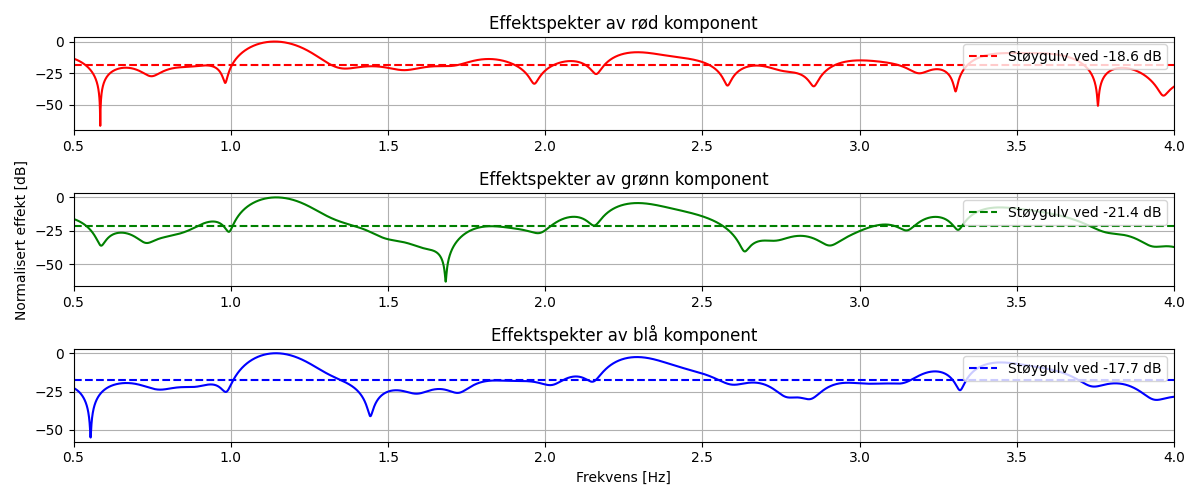 Effektspekter av rød komponent
0
−25
−50
Støygulv ved -18.6 dB
0.5 1.0 1.5 2.0 2.5 3.0 3.5 4.0
Effektspekter av grønn komponent
Normalisert effekt [dB]
0
−25
−50
Støygulv ved -21.4 dB
0.5 1.0 1.5 2.0 2.5 3.0 3.5 4.0
Effektspekter av blå komponent
0
−25
−50
Støygulv ved -17.7 dB
0.5 1.0 1.5 2.0 2.5 3.0 3.5 4.0
Frekvens [Hz]